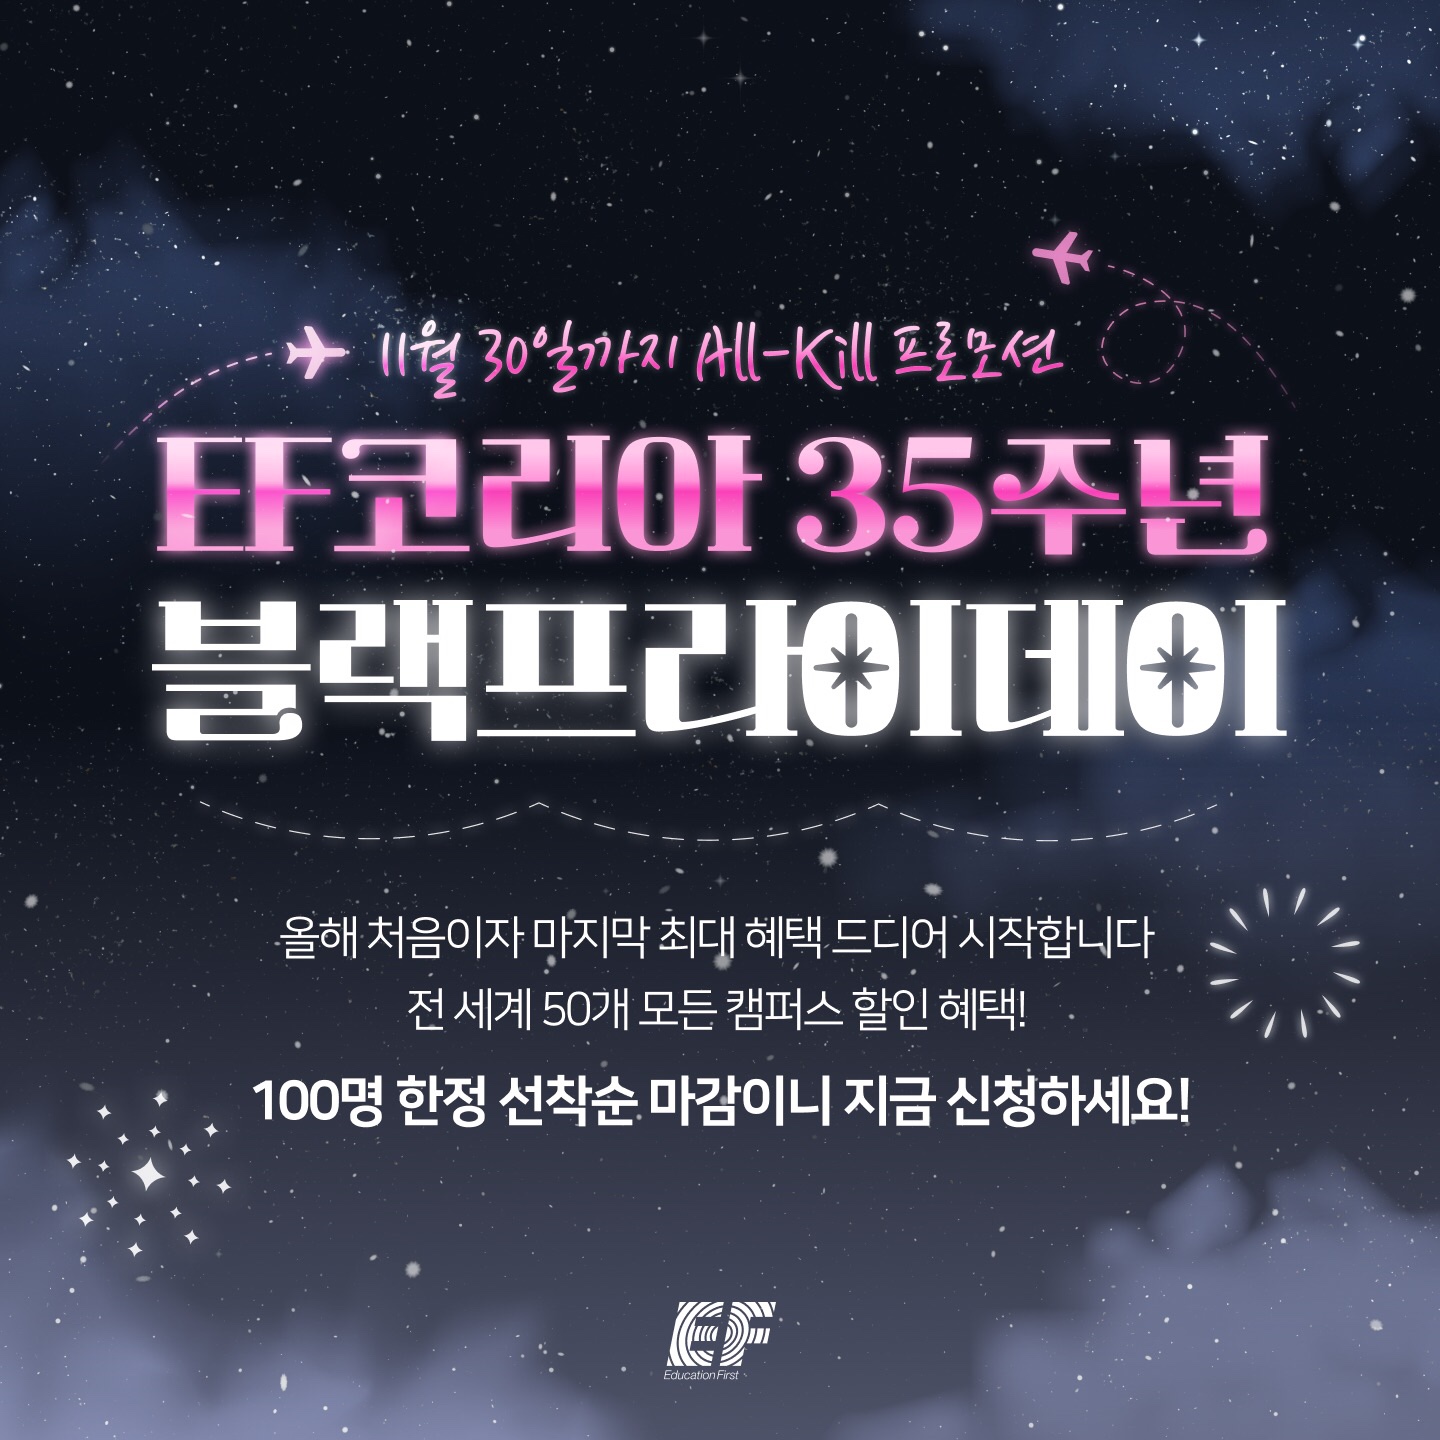 11월 30일까지 All-Kill 프로모션
EF코리아 35주년
블랙프라이데이
올해 처음이자 마지막 최대 혜택 드디어 시작합니다
전 세계 50개 모든 캠퍼스 할인 혜택!
100명 한정 선착순 마감이니 지금 신청하세요!
EF
Education First